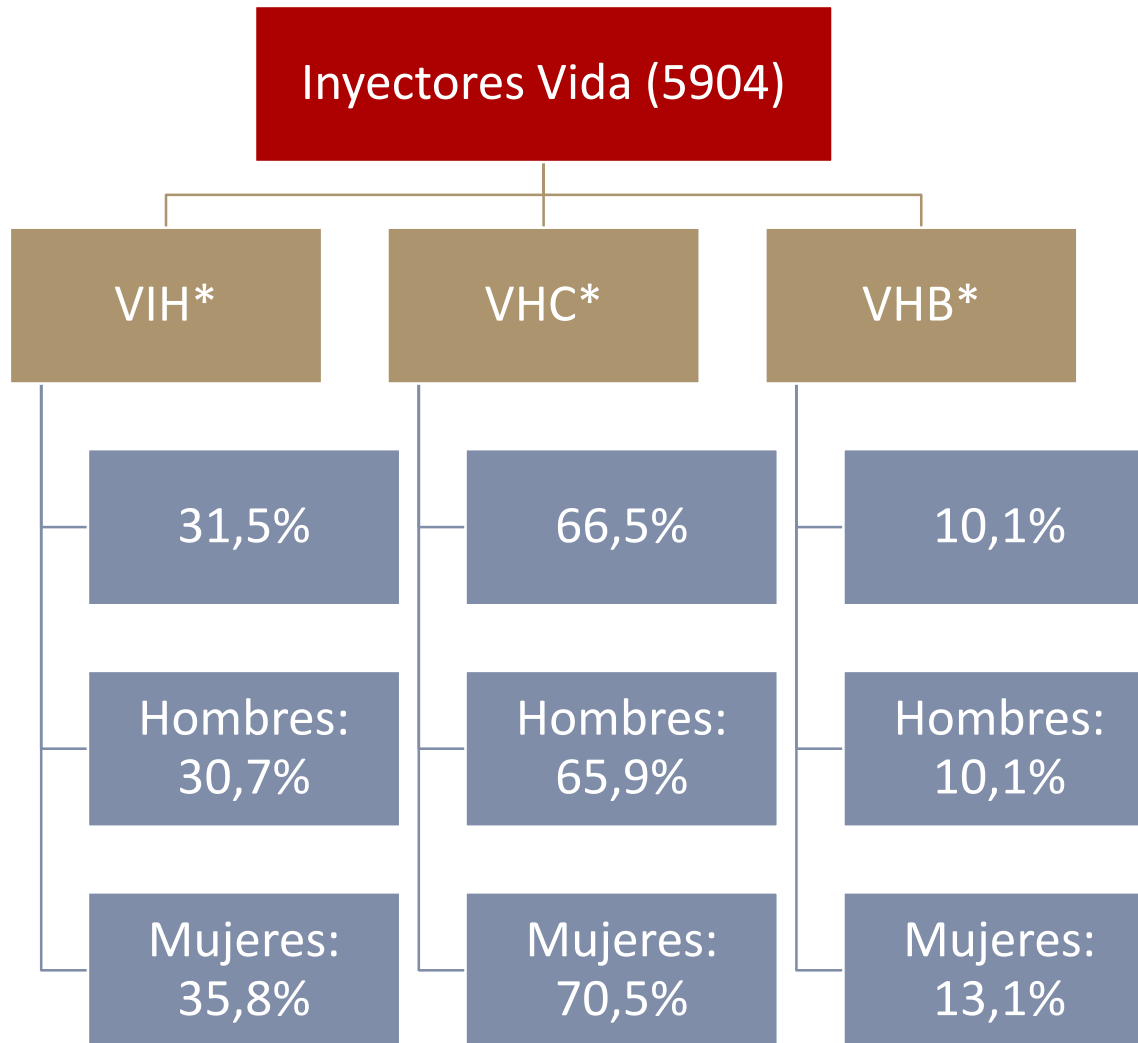 Inyectores Vida (5904)
VIH*
VHC*
VHB*
31,5%
66,5%
10,1%
Hombres:
30,7%
Hombres:
65,9%
Hombres:
10,1%
Mujeres:
35,8%
Mujeres:
70,5%
Mujeres:
13,1%